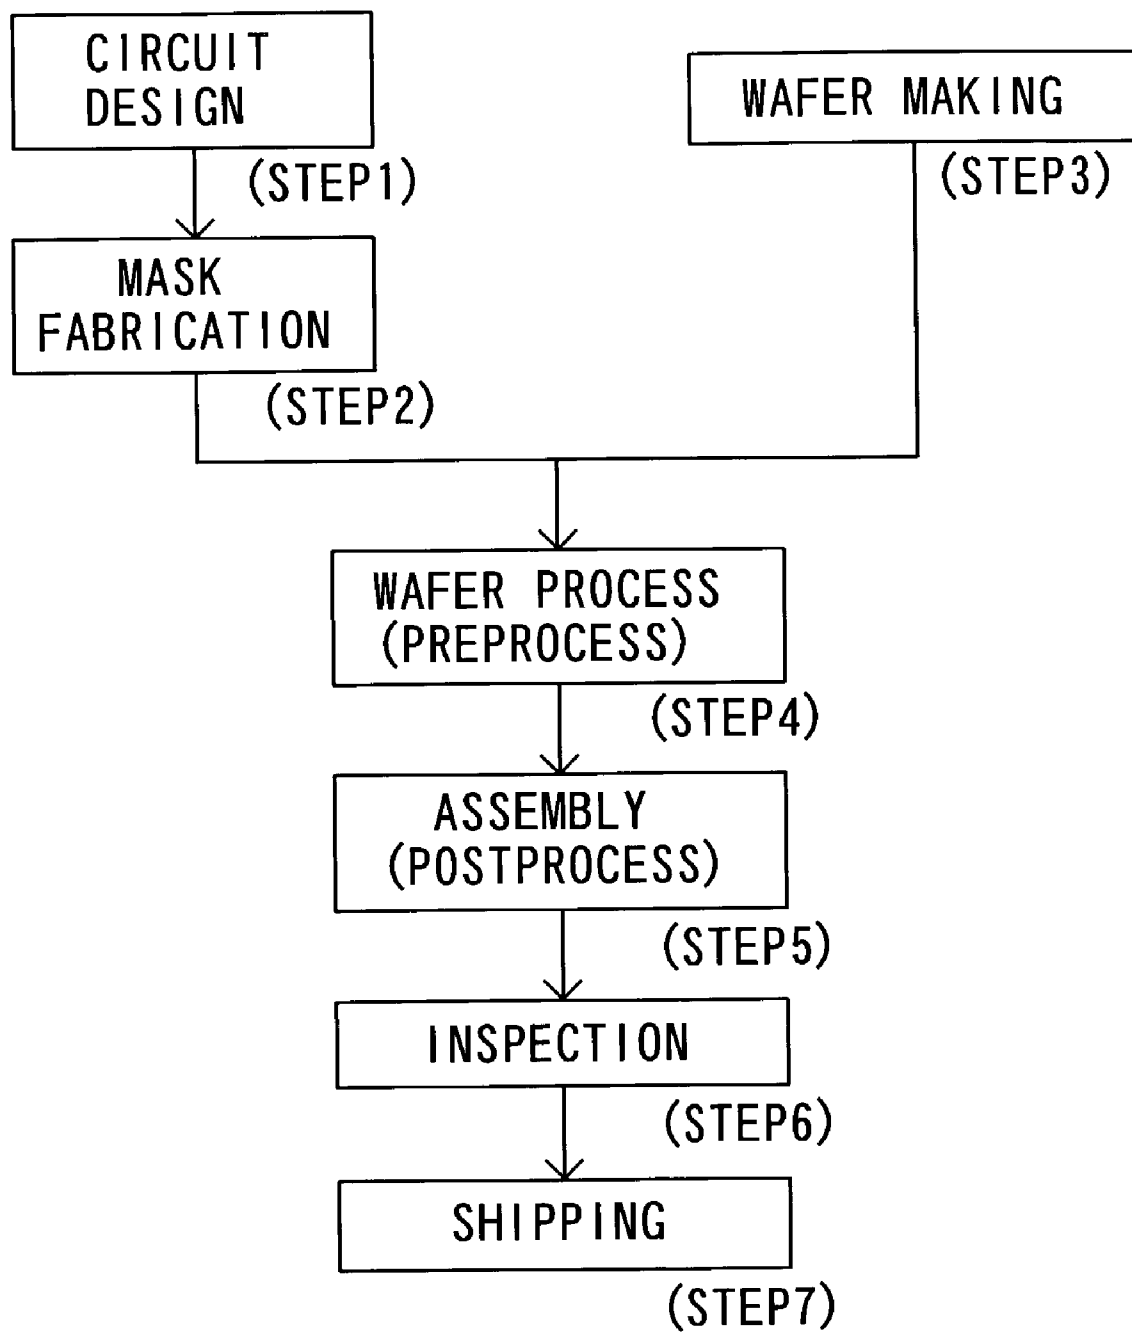 CIRCUIT
DESIGN
(STEP1)
WAFER MAKING
(STEP3)
MASK
FABRICATION
(STEP2)
WAFER PROCESS
(PREPROCESS)
(STEP4)
ASSEMBLY
(POSTPROCESS)
(STEP5)
INSPECTION
(STEP6)
SHIPPING
(STEP7)